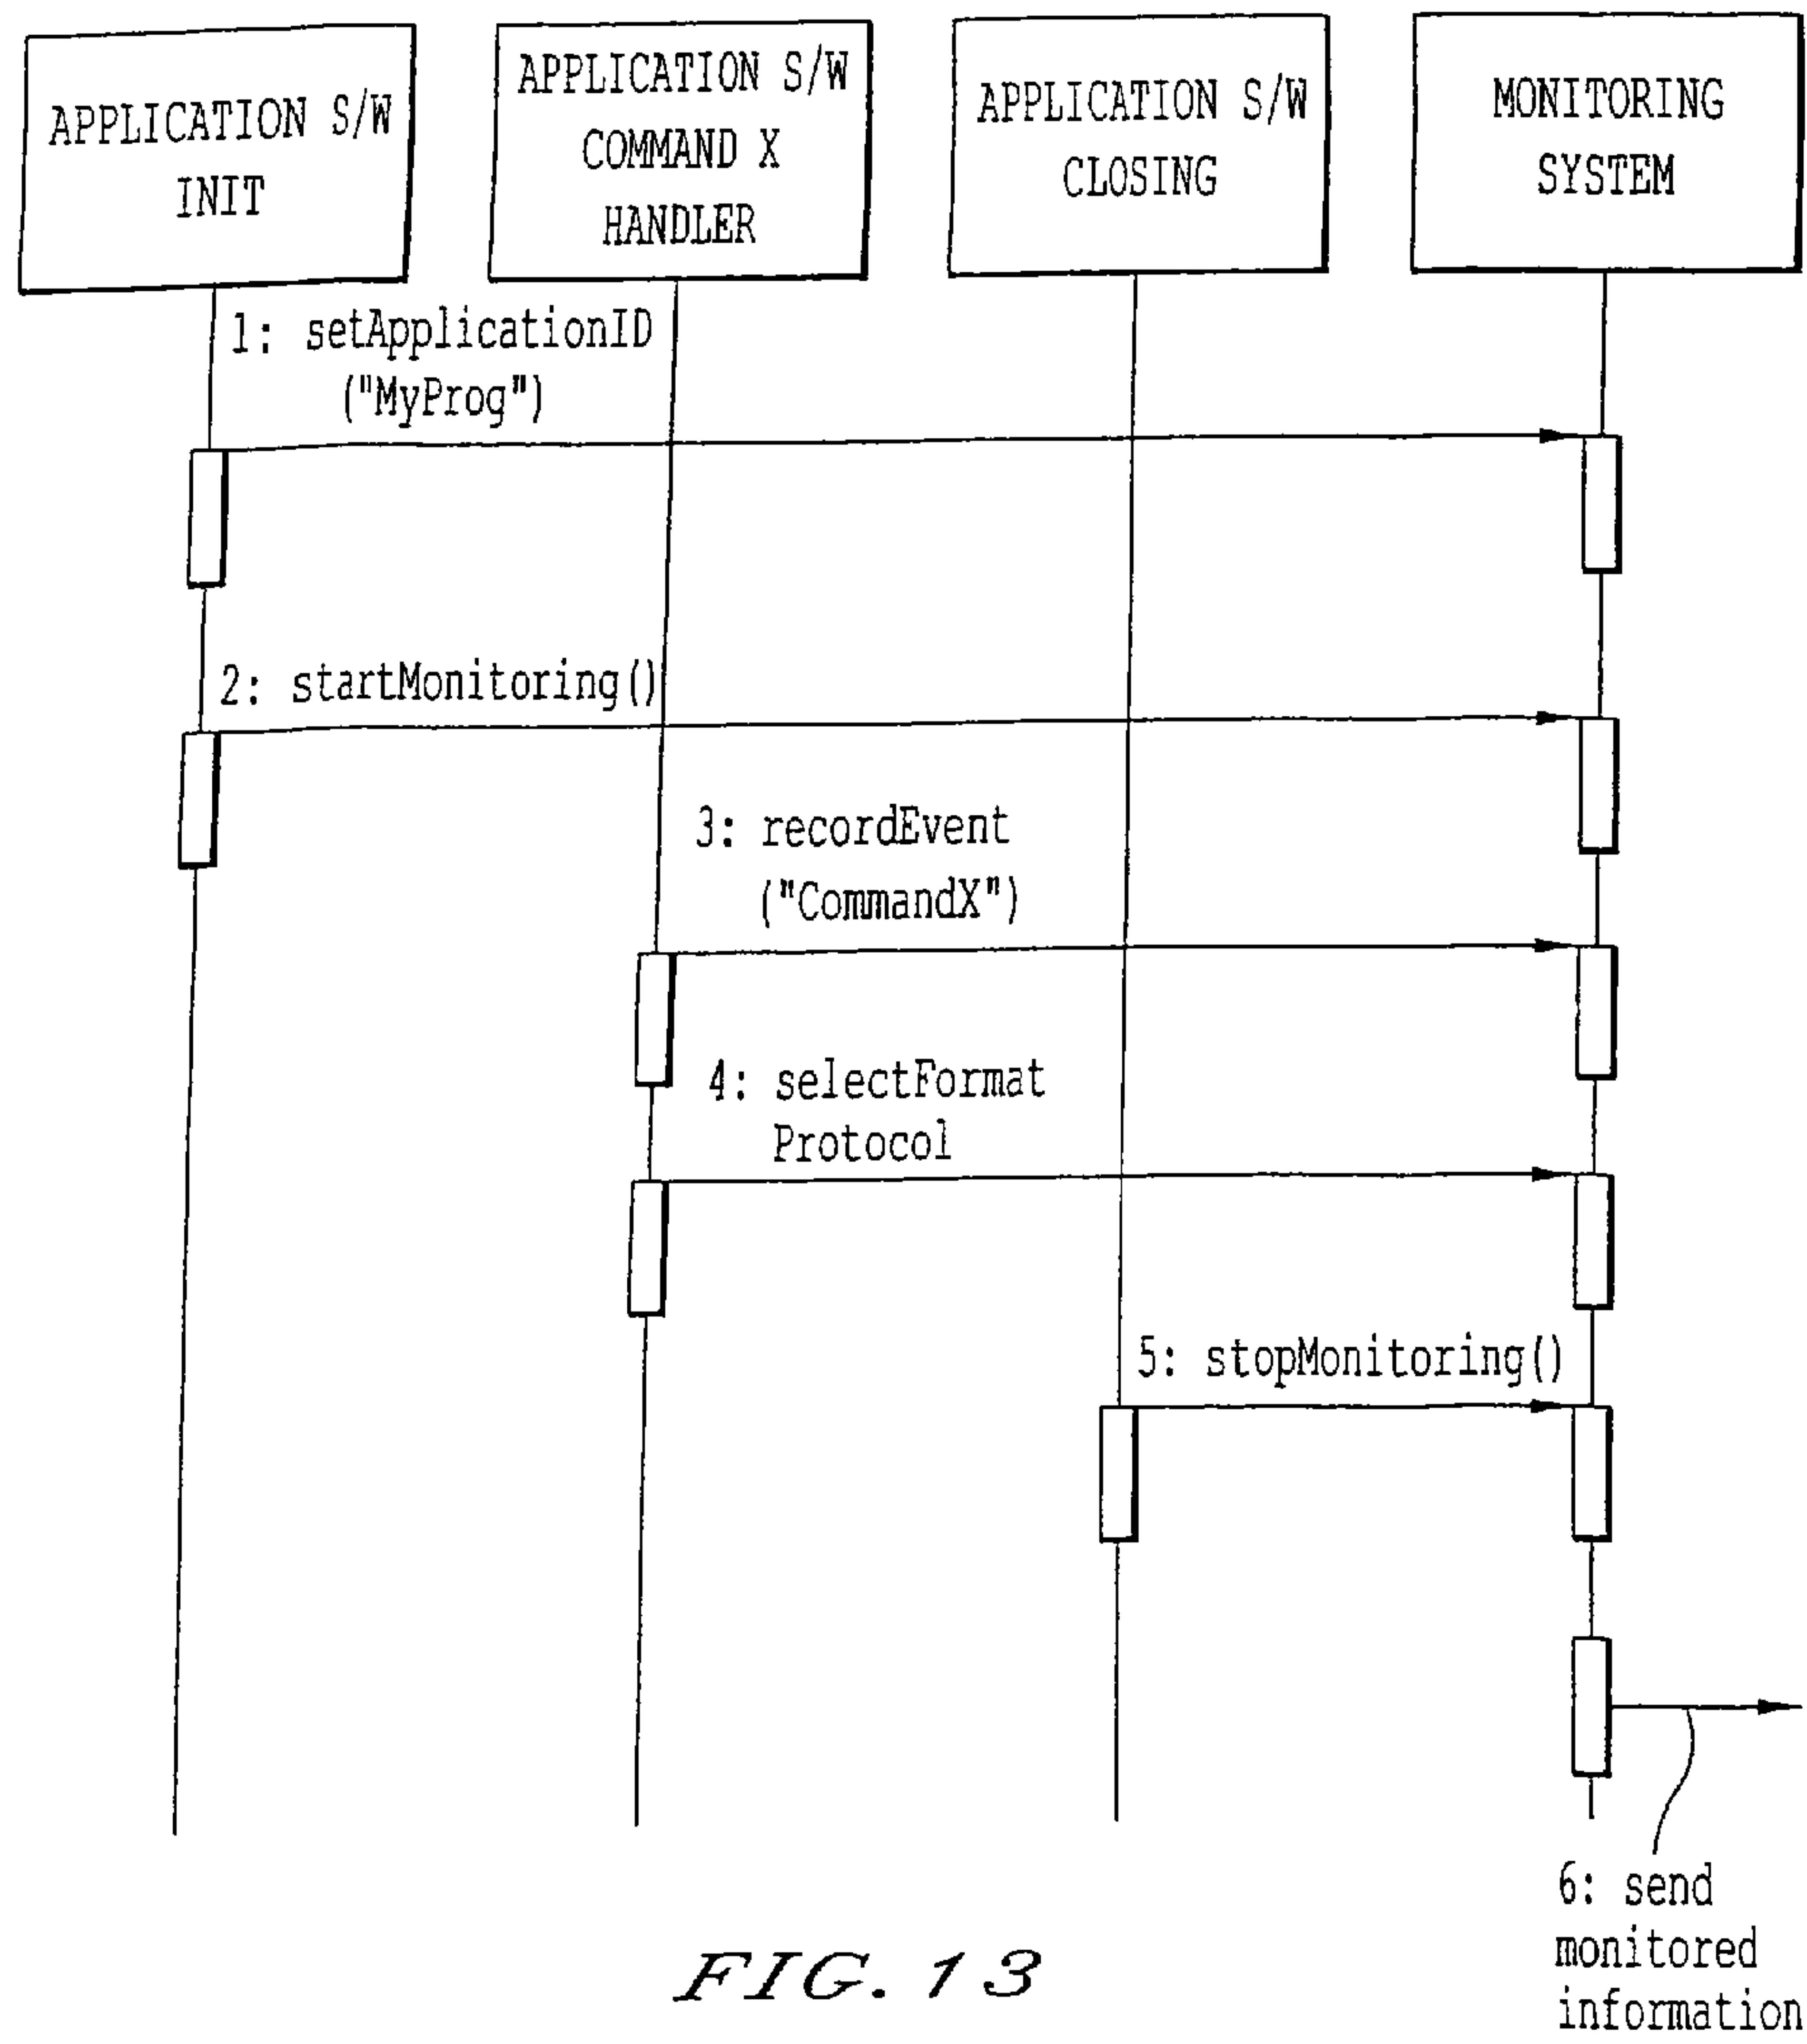 APPLICATION S/W
INIT
APPLICATION S/W
COMMAND X
HANDLER
APPLICATION S/W
CLOSING
MONITORING
SYSTEM
1: setApplicationID
("MyProg")
2: startMonitoring()
3: recordEvent
("CommandX")
4: selectFormat
Protocol
5: stopMonitoring()
6: send
monitored
information
FIG. 13